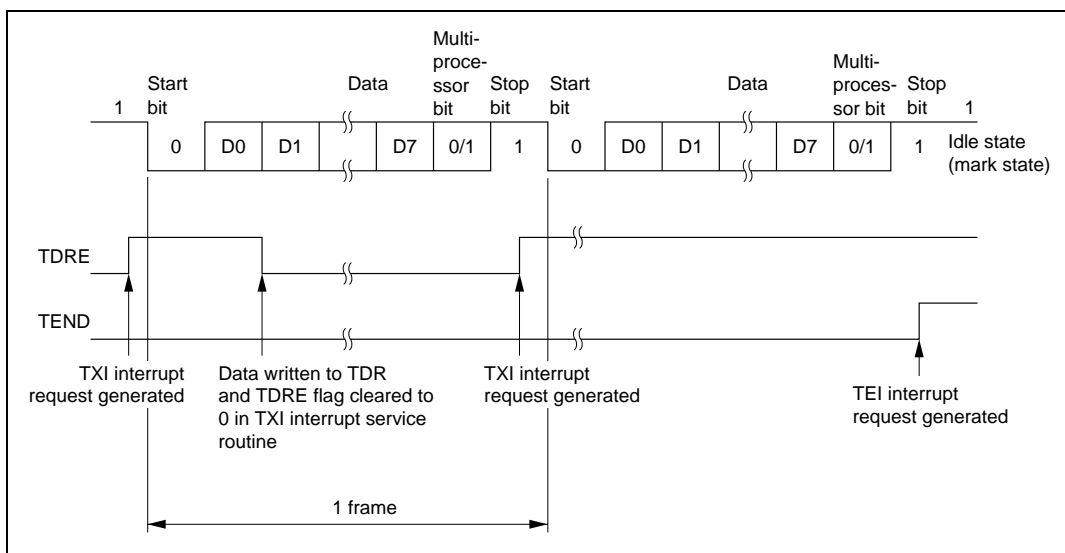 Multi-
proce-
ssor
bit
Multi-
proces-
sor bit
Start
bit
Data
Stop
bit
Start
bit
Data
Stop
bit
1
1
0
D0
D1
D7
0/1
1
0
D0
D1
D7
0/1
1
Idle state
(mark state)
TDRE
TEND
TXI interrupt
request generated
Data written to TDR
and TDRE flag cleared to
0 in TXI interrupt service
routine
TXI interrupt
request generated
TEI interrupt
request generated
1 frame